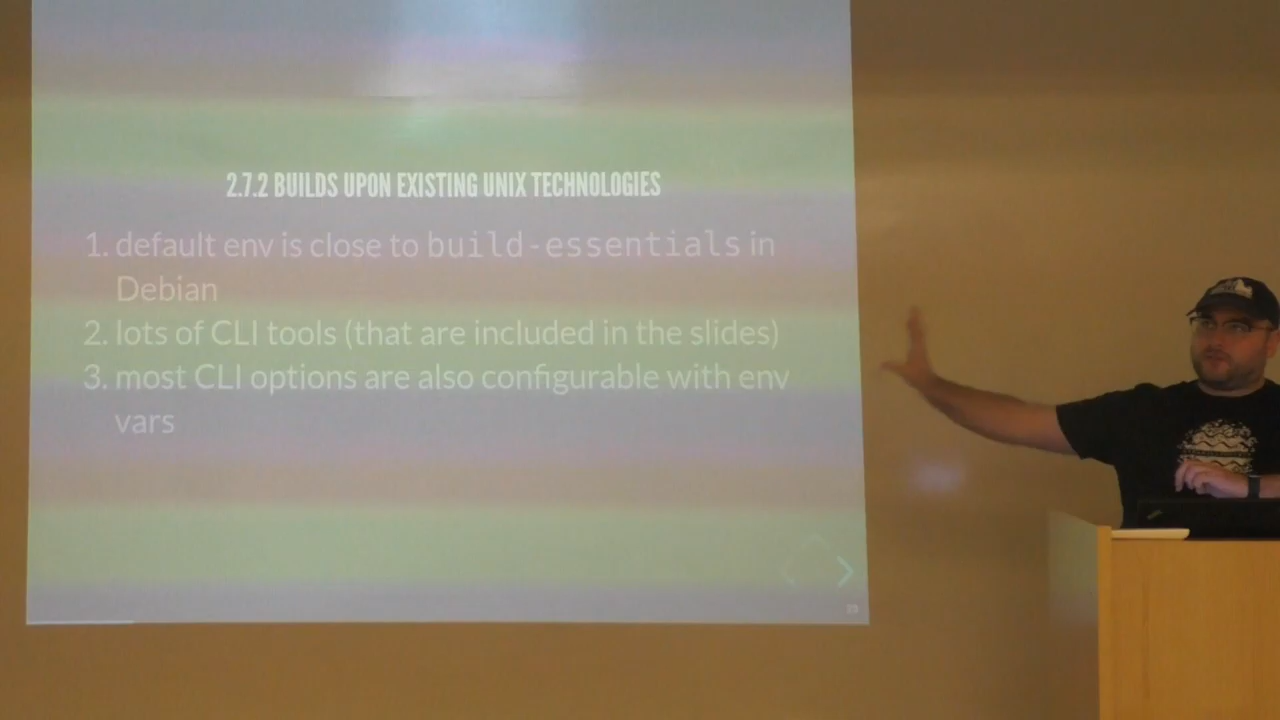 2.7.2 BUILDS UPON EXISTING UNIX TECHNOLOGIES
1. default env is close to build-essentials in
Debian
2. lots of CLI tools (that are included in the slides)
3. most CLI options are also configurable with env
vars